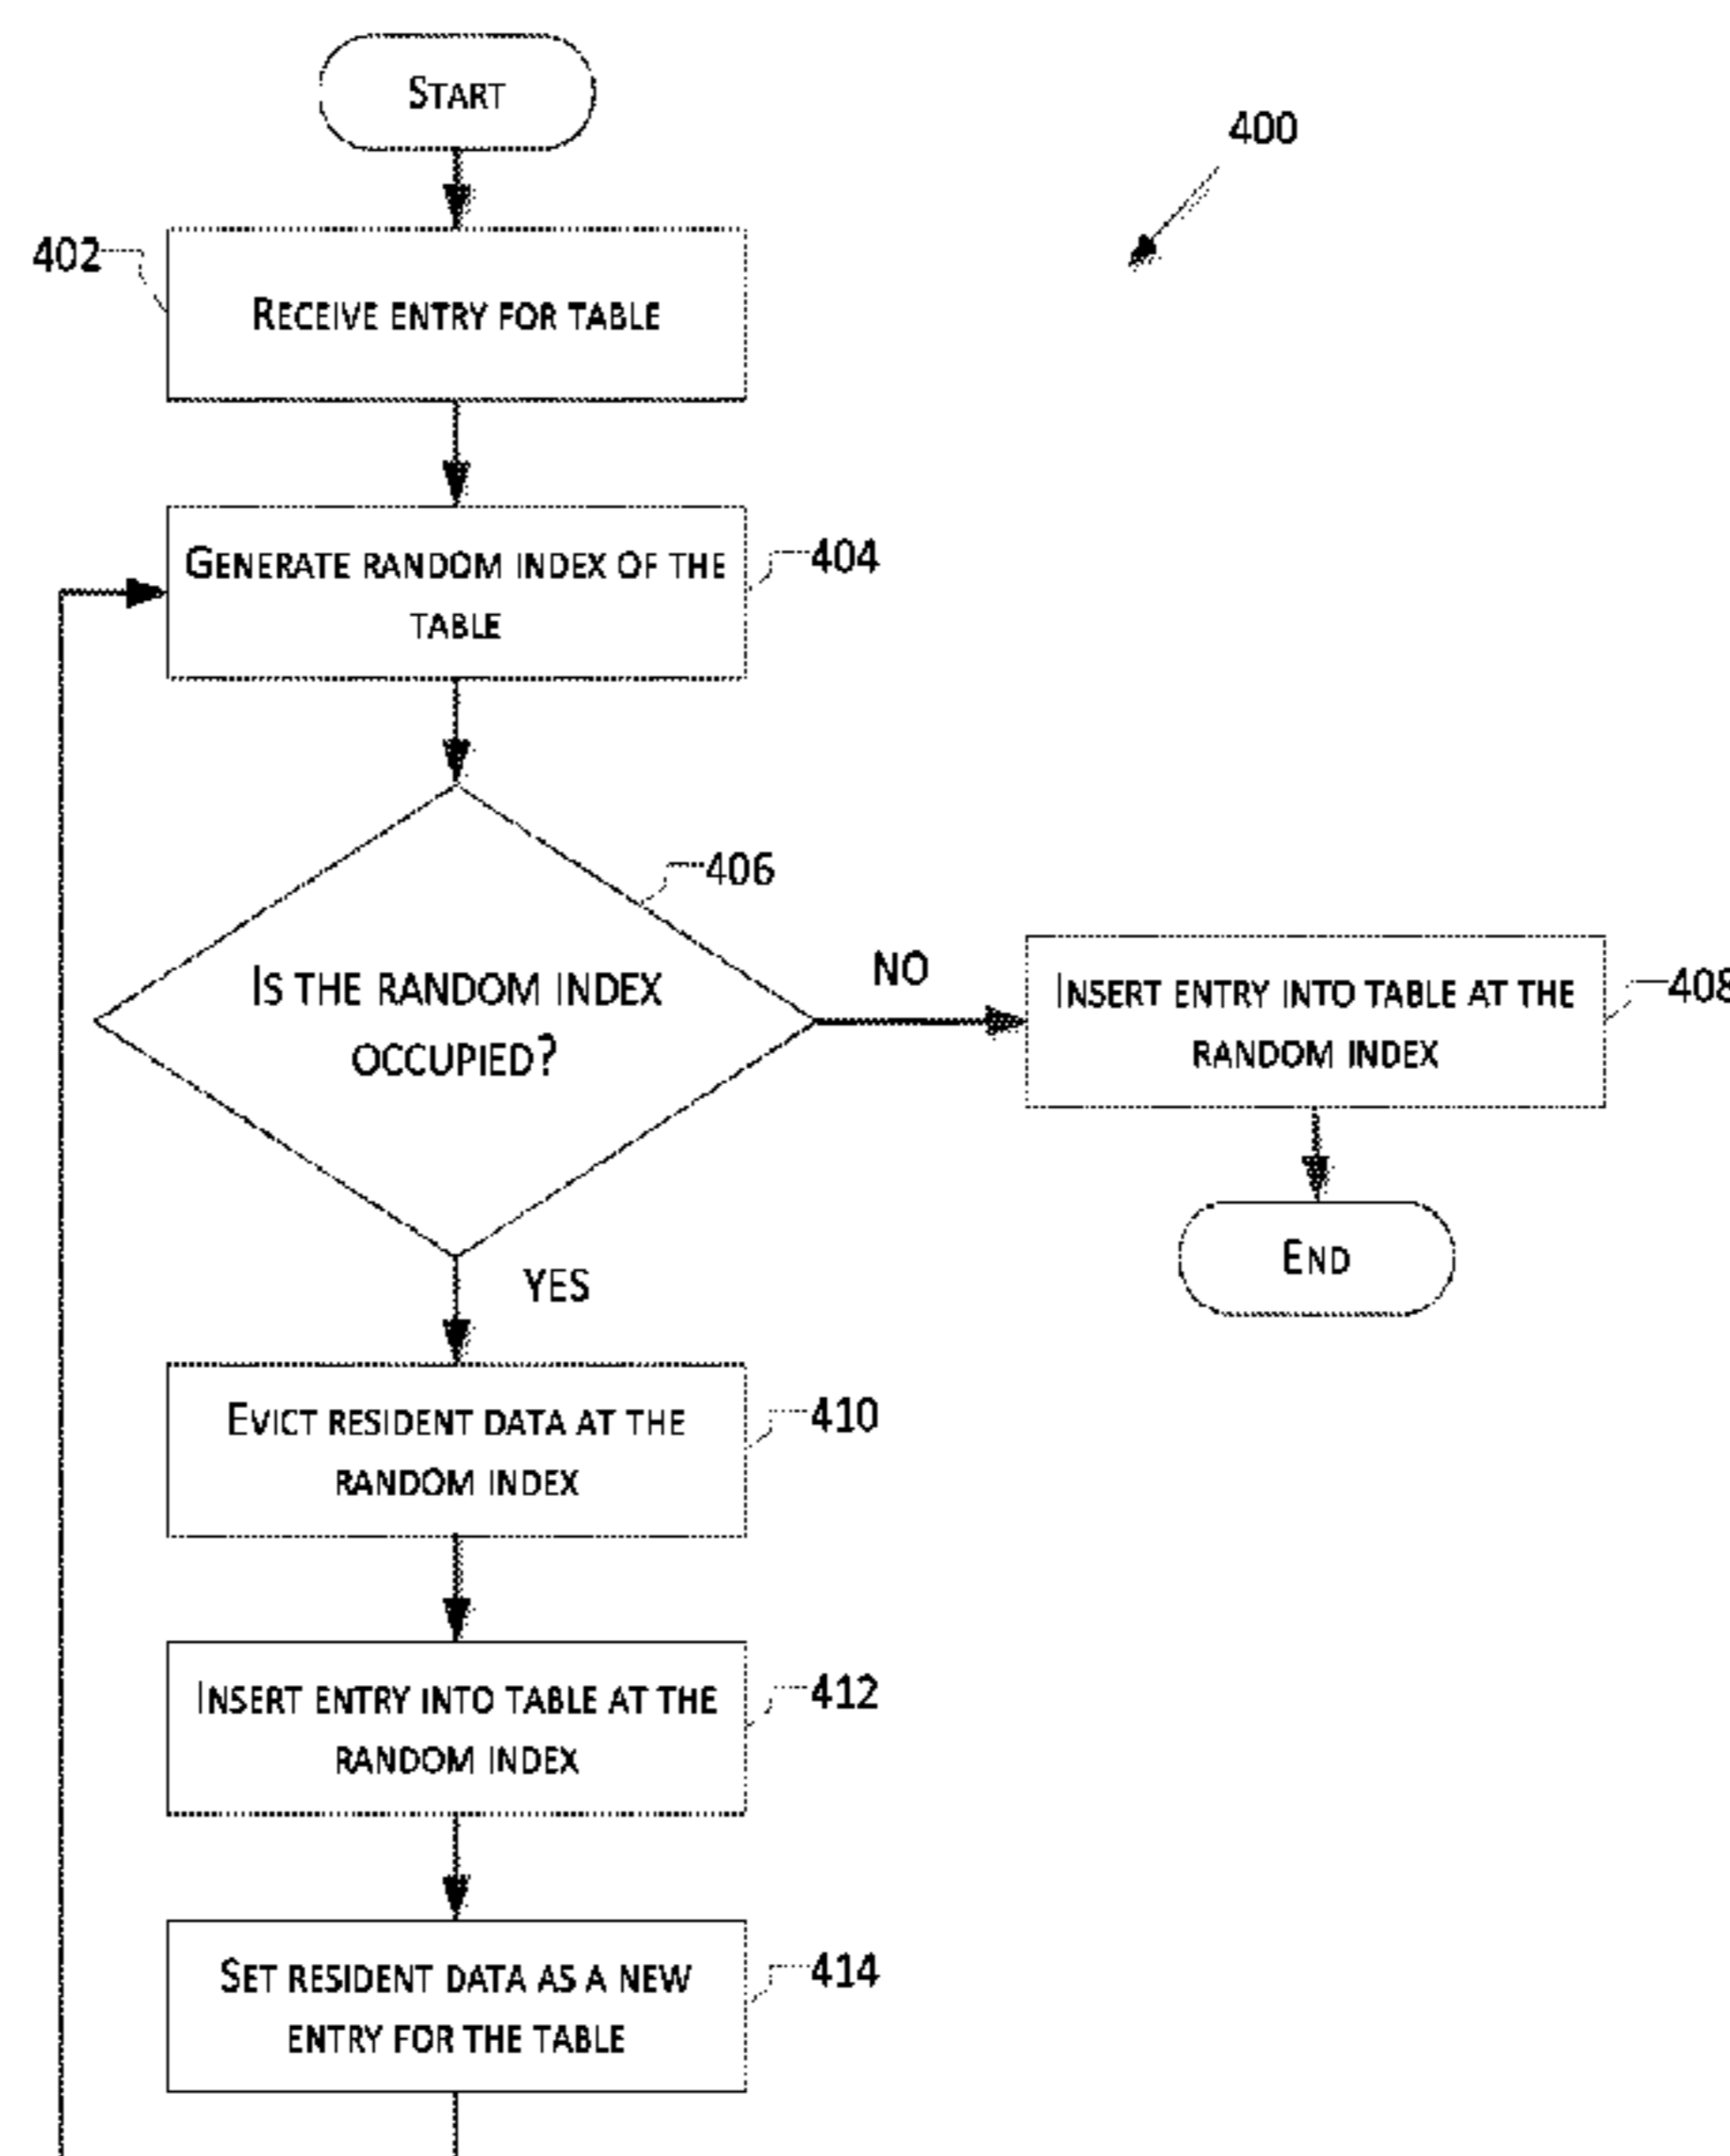 START
400
402
RECEIVE ENTRY FOR TABLE
GENERATE RANDOM INDEX OF THE
TABLE
404
406
IS THE RANDOM INDEX
OCCUPIED?
NO
INSERT ENTRY INTO TABLE AT THE
RANDOM INDEX
408
END
YES
EVICT RESIDENT DATA AT THE
RANDOM INDEX
410
INSERT ENTRY INTO TABLE AT THE
RANDOM INDEX
412
SET RESIDENT DATA AS A NEW
ENTRY FOR THE TABLE
414